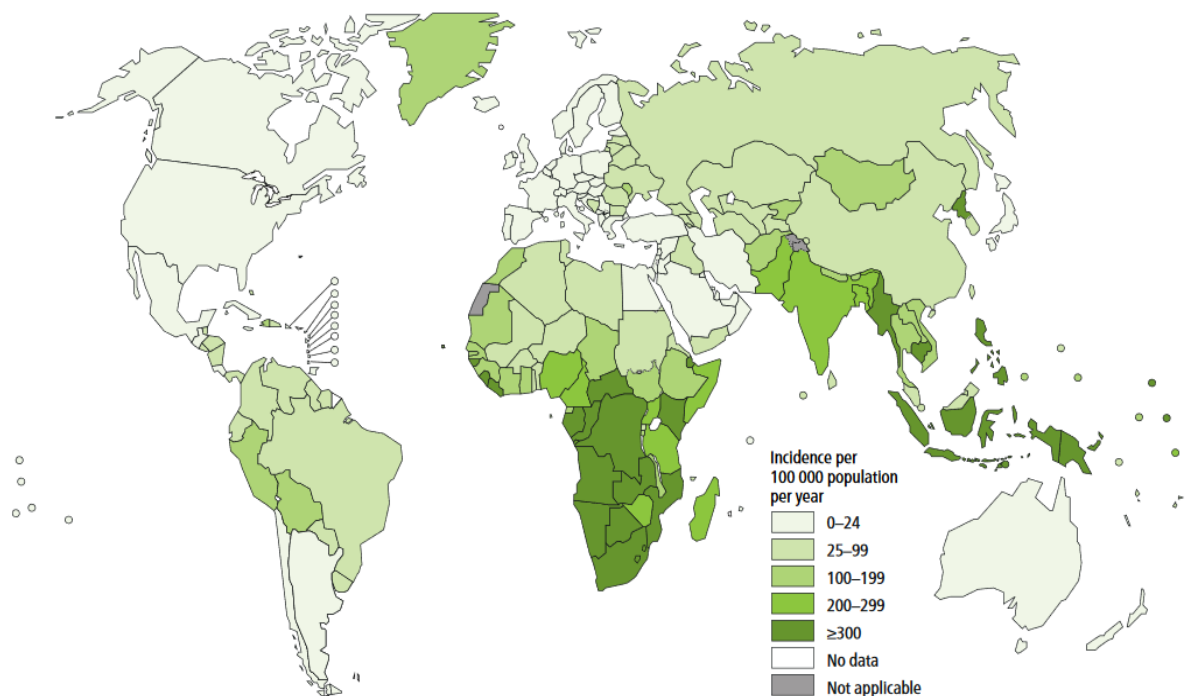 Incidence per
100 000 population
per year
0–24
25–99
100–199
200–299
≥300
No data
Not applicable